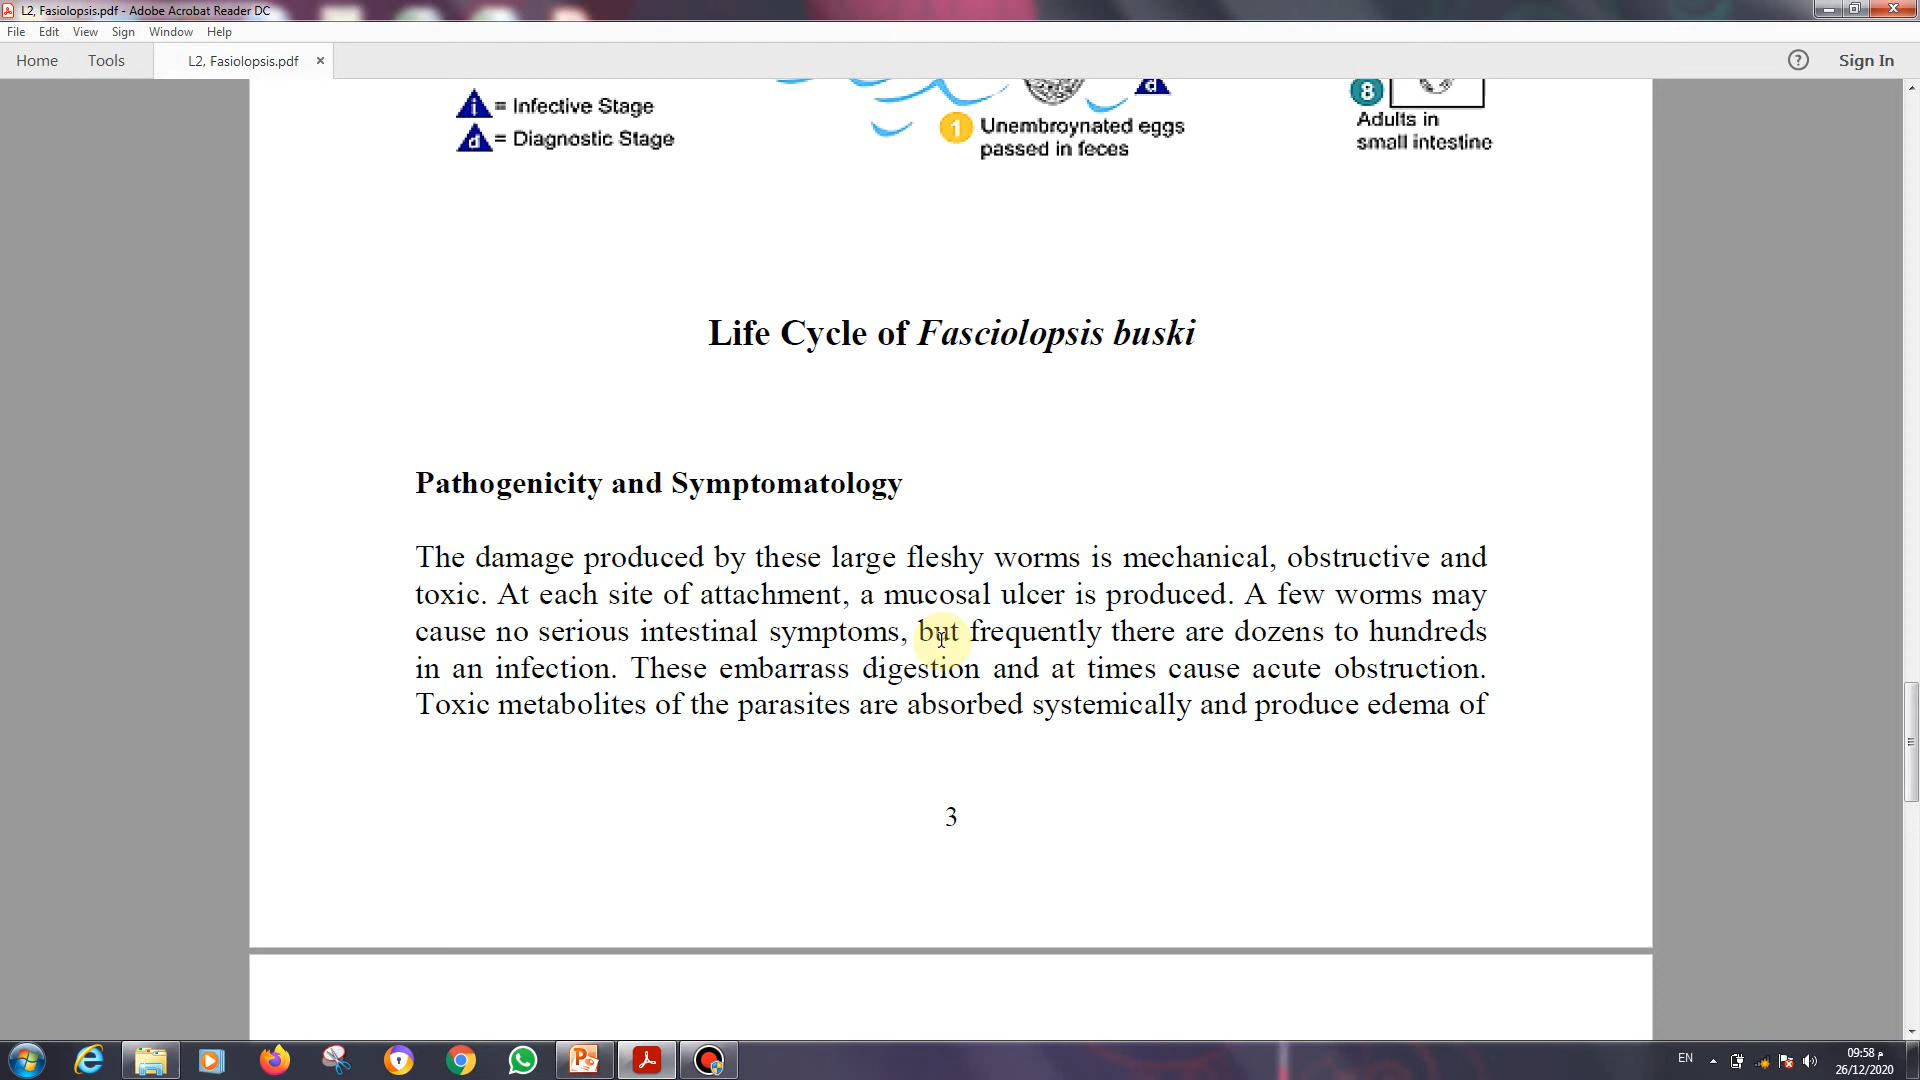 L2, Fasiolopsis.pdf - Adobe Acrobat Reader DC
File Edit View Sign Window Help
Home Tools L2, Fasiolopsis.pdf × ? Sign In
i = Infective Stage
d = Diagnostic Stage
d
1 Unembroynated eggs
passed in feces
8
Adults in
small intestine
Life Cycle of Fasciolopsis buski
Pathogenicity and Symptomatology
The damage produced by these large fleshy worms is mechanical, obstructive and
toxic. At each site of attachment, a mucosal ulcer is produced. A few worms may
cause no serious intestinal symptoms, but frequently there are dozens to hundreds
in an infection. These embarrass digestion and at times cause acute obstruction.
Toxic metabolites of the parasites are absorbed systemically and produce edema of
3
EN
09:58 م
26/12/2020